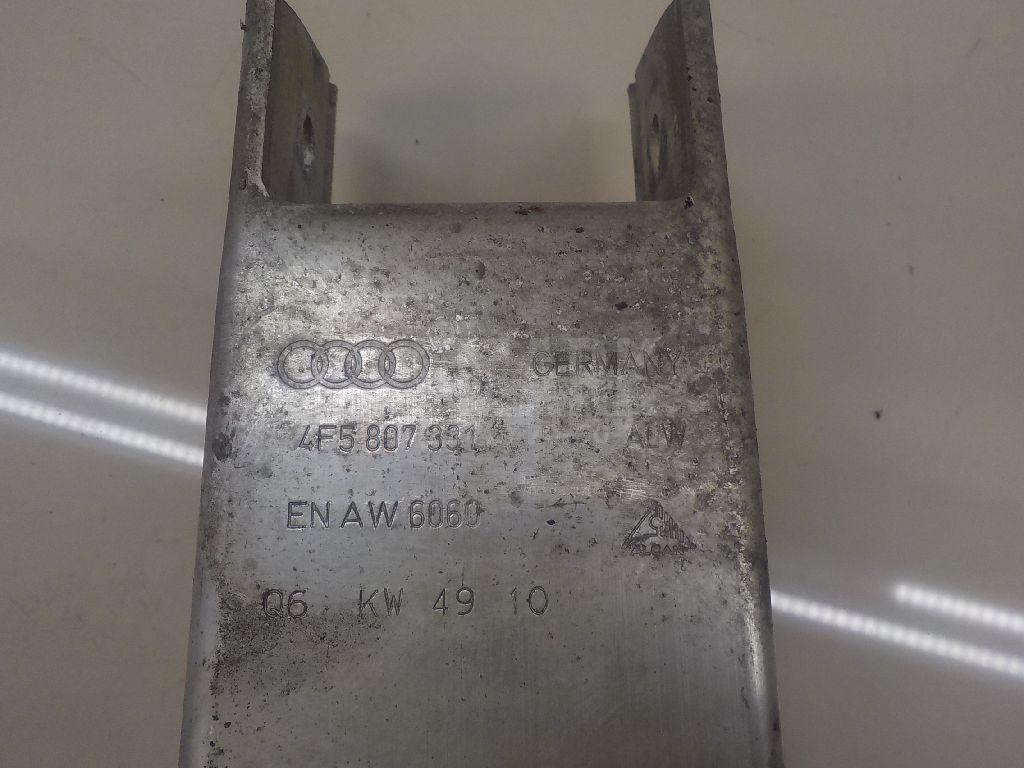 GERMANY
4F5 807 331 ALW
EN AW 6060
Q6 KW 49 10